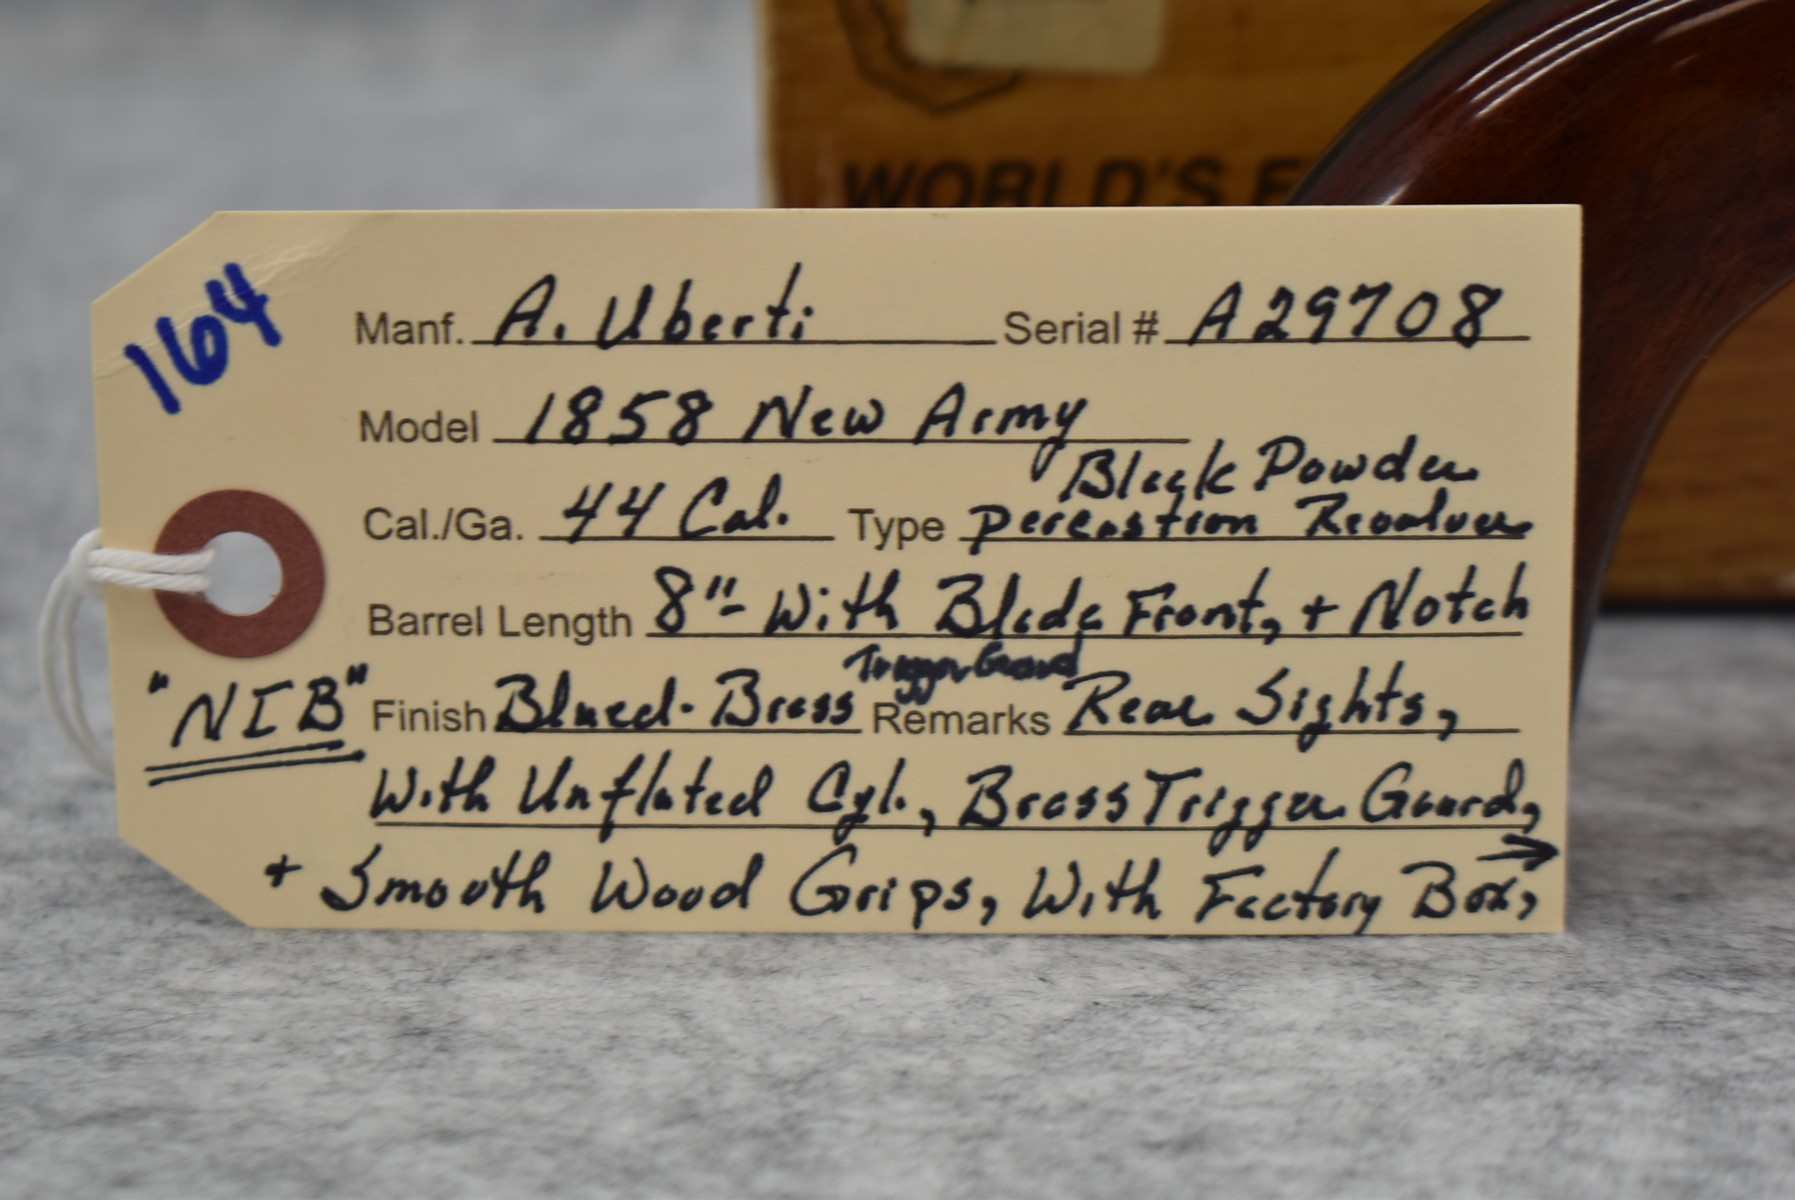 WORLD'S F
164
Manf. A. Uberti Serial # A29708
Model 1858 New Army
Cal./Ga. 44 Cal. Type Black Powder
Percustion Revolver
Barrel Length 8"- With Blade Front, + Notch
"NIB" Finish Blued - Brass Trigger Guard Remarks Rear Sights,
With Unfluted Cyl., Brass Trigger Guard,
+ Smooth Wood Grips, With Factory Box, →